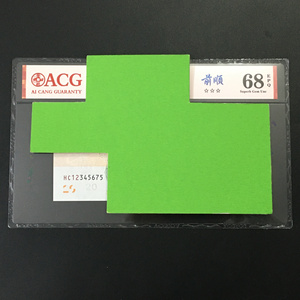 ACG
AI CANG GUARANTY
前順
☆☆☆
68 EPQ
Superb Gem Unc
HC12345675